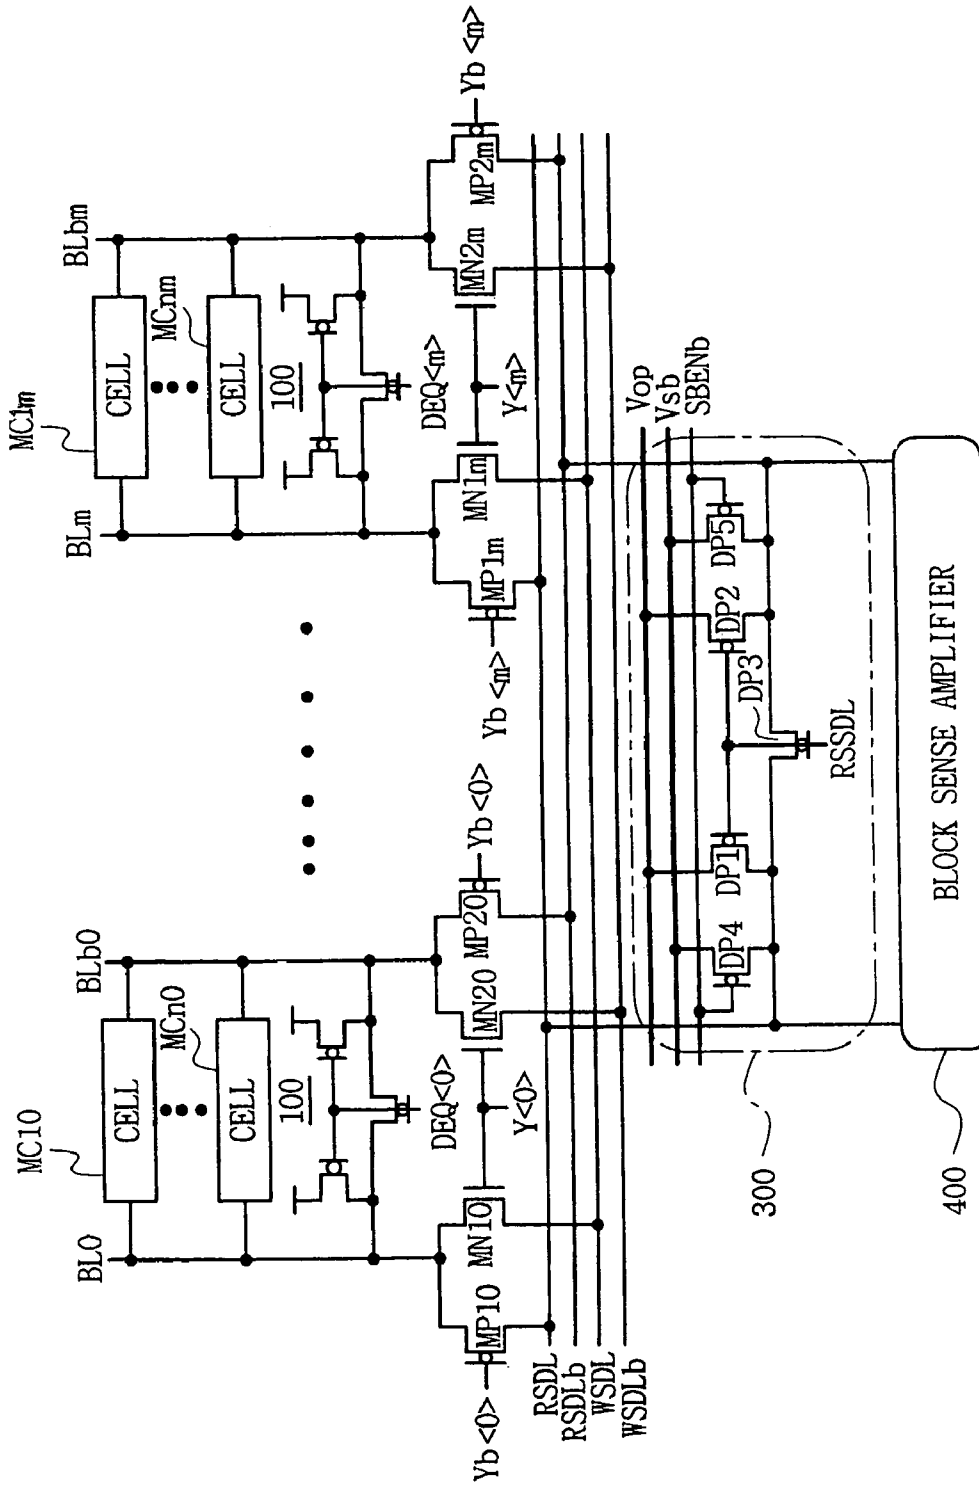 BL0
BLb0
BLm
BLbm
MC10
CELL
MC1m
CELL
MCn0
CELL
MCnm
CELL
100
100
DEQ<0>
DEQ<m>
Yb<0>
MP10
MN10
Y<0>
MN20
MP20
Yb<0>
Yb<m>
MP1m
MN1m
Y<m>
MN2m
MP2m
Yb<m>
RSDL
RSDLb
WSDL
WSDLb
Vop
Vsb
SBENb
DP4
DP1
DP2
DP5
DP3
RSSDL
300
BLOCK SENSE AMPLIFIER
400